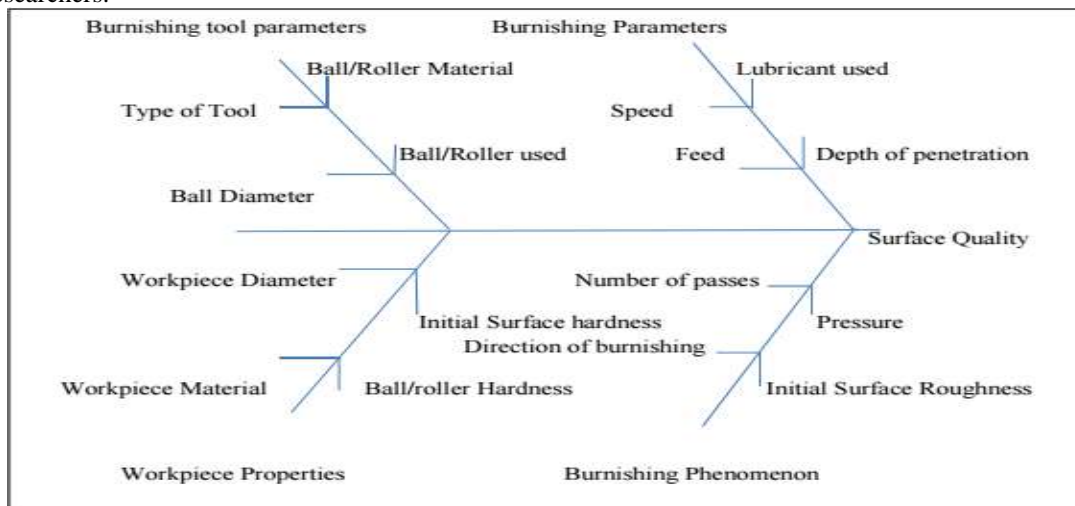 Burnishing tool parameters
Burnishing Parameters
Ball/Roller Material
Lubricant used
Type of Tool
Speed
Ball/Roller used
Feed
Depth of penetration
Ball Diameter
Surface Quality
Workpiece Diameter
Number of passes
Initial Surface hardness
Pressure
Direction of burnishing
Workpiece Material
Ball/roller Hardness
Initial Surface Roughness
Workpiece Properties
Burnishing Phenomenon